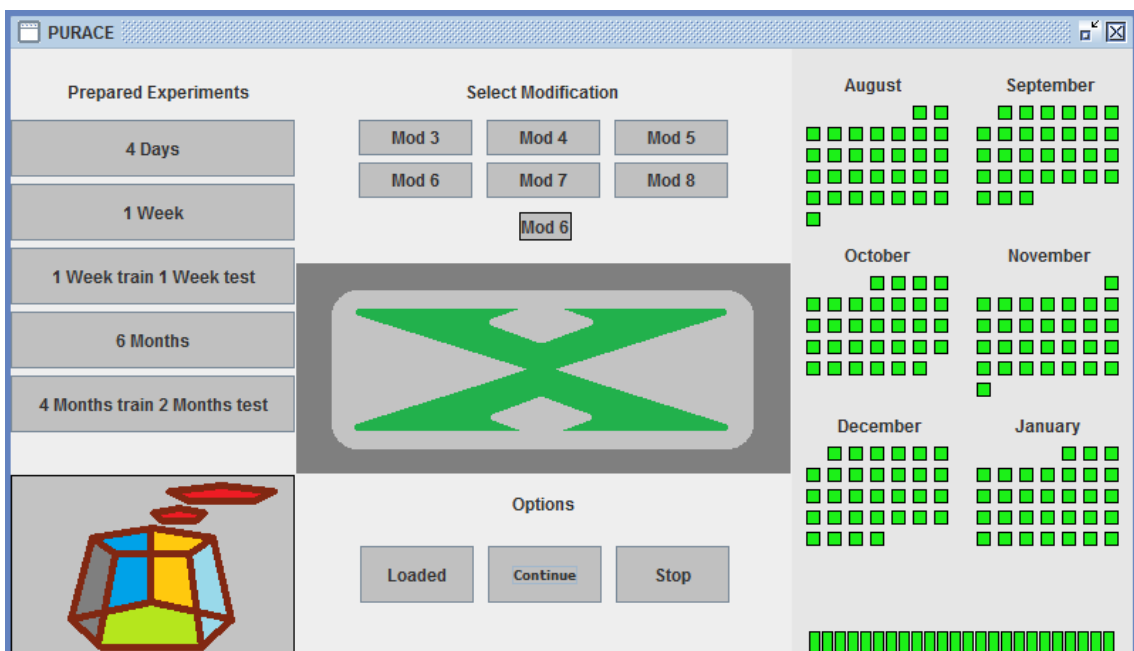 PURACE
Prepared Experiments
4 Days
1 Week
1 Week train 1 Week test
6 Months
4 Months train 2 Months test
Select Modification
Mod 3 Mod 4 Mod 5
Mod 6 Mod 7 Mod 8
Mod 6
Options
Loaded Continue Stop
August September
October November
December January